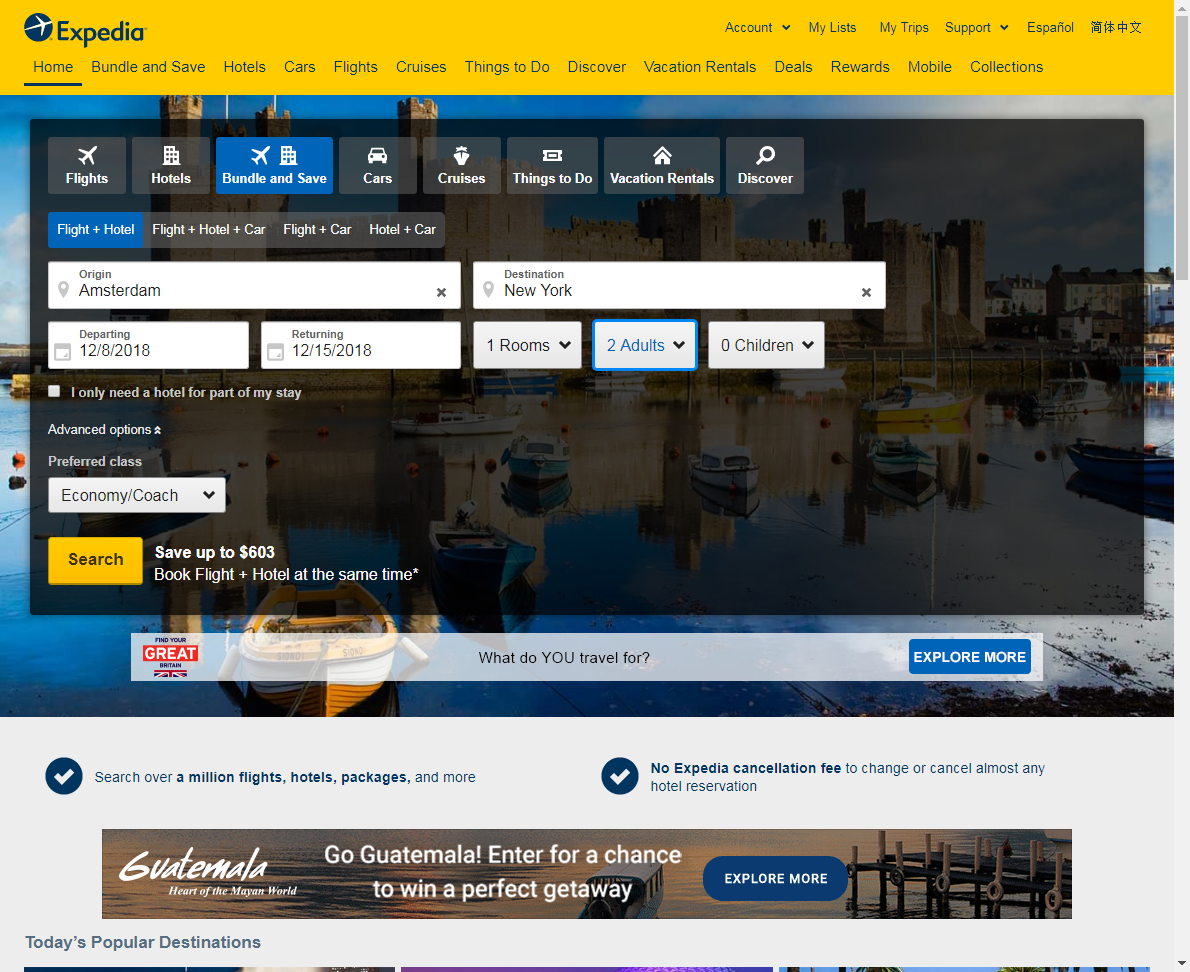 Expedia
Account My Lists My Trips Support Español 简体中文
Home Bundle and Save Hotels Cars Flights Cruises Things to Do Discover Vacation Rentals Deals Rewards Mobile Collections
Flights Hotels Bundle and Save Cars Cruises Things to Do Vacation Rentals Discover
Flight + Hotel Flight + Hotel + Car Flight + Car Hotel + Car
Origin
Amsterdam
Destination
New York
Departing
12/8/2018
Returning
12/15/2018
1 Rooms 2 Adults 0 Children
I only need a hotel for part of my stay
Advanced options
Preferred class
Economy/Coach
Search
Save up to $603
Book Flight + Hotel at the same time*
FIND YOUR
GREAT
BRITAIN
What do YOU travel for?
EXPLORE MORE
Search over a million flights, hotels, packages, and more
No Expedia cancellation fee to change or cancel almost any
hotel reservation
Guatemala
Heart of the Mayan World
Go Guatemala! Enter for a chance
to win a perfect getaway
EXPLORE MORE
Today's Popular Destinations